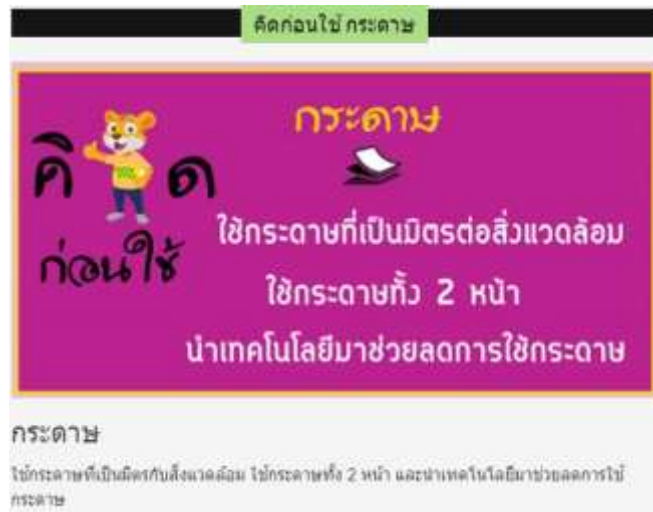 คิดก่อนใช้ กระดาษ
คิด
ก่อนใช้
กระดาษ
ใช้กระดาษที่เป็นมิตรต่อสิ่งแวดล้อม
ใช้กระดาษทั้ง 2 หน้า
นำเทคโนโลยีมาช่วยลดการใช้กระดาษ
กระดาษ
ใช้กระดาษที่เป็นมิตรกับสิ่งแวดล้อม ใช้กระดาษทั้ง 2 หน้า และนำเทคโนโลยีมาช่วยลดการใช้
กระดาษ